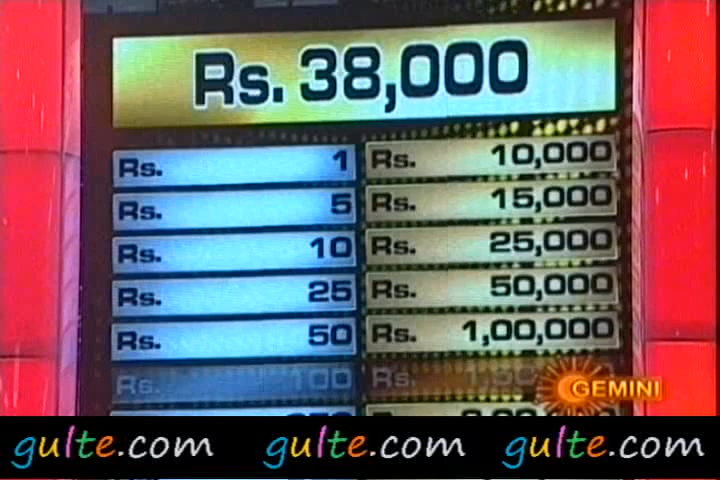 Rs. 38,000
Rs. 1 Rs. 10,000
Rs. 5 Rs. 15,000
Rs. 10 Rs. 25,000
Rs. 25 Rs. 50,000
Rs. 50 Rs. 1,00,000
Rs. 100 Rs.
GEMINI
gulte.com gulte.com gulte.com